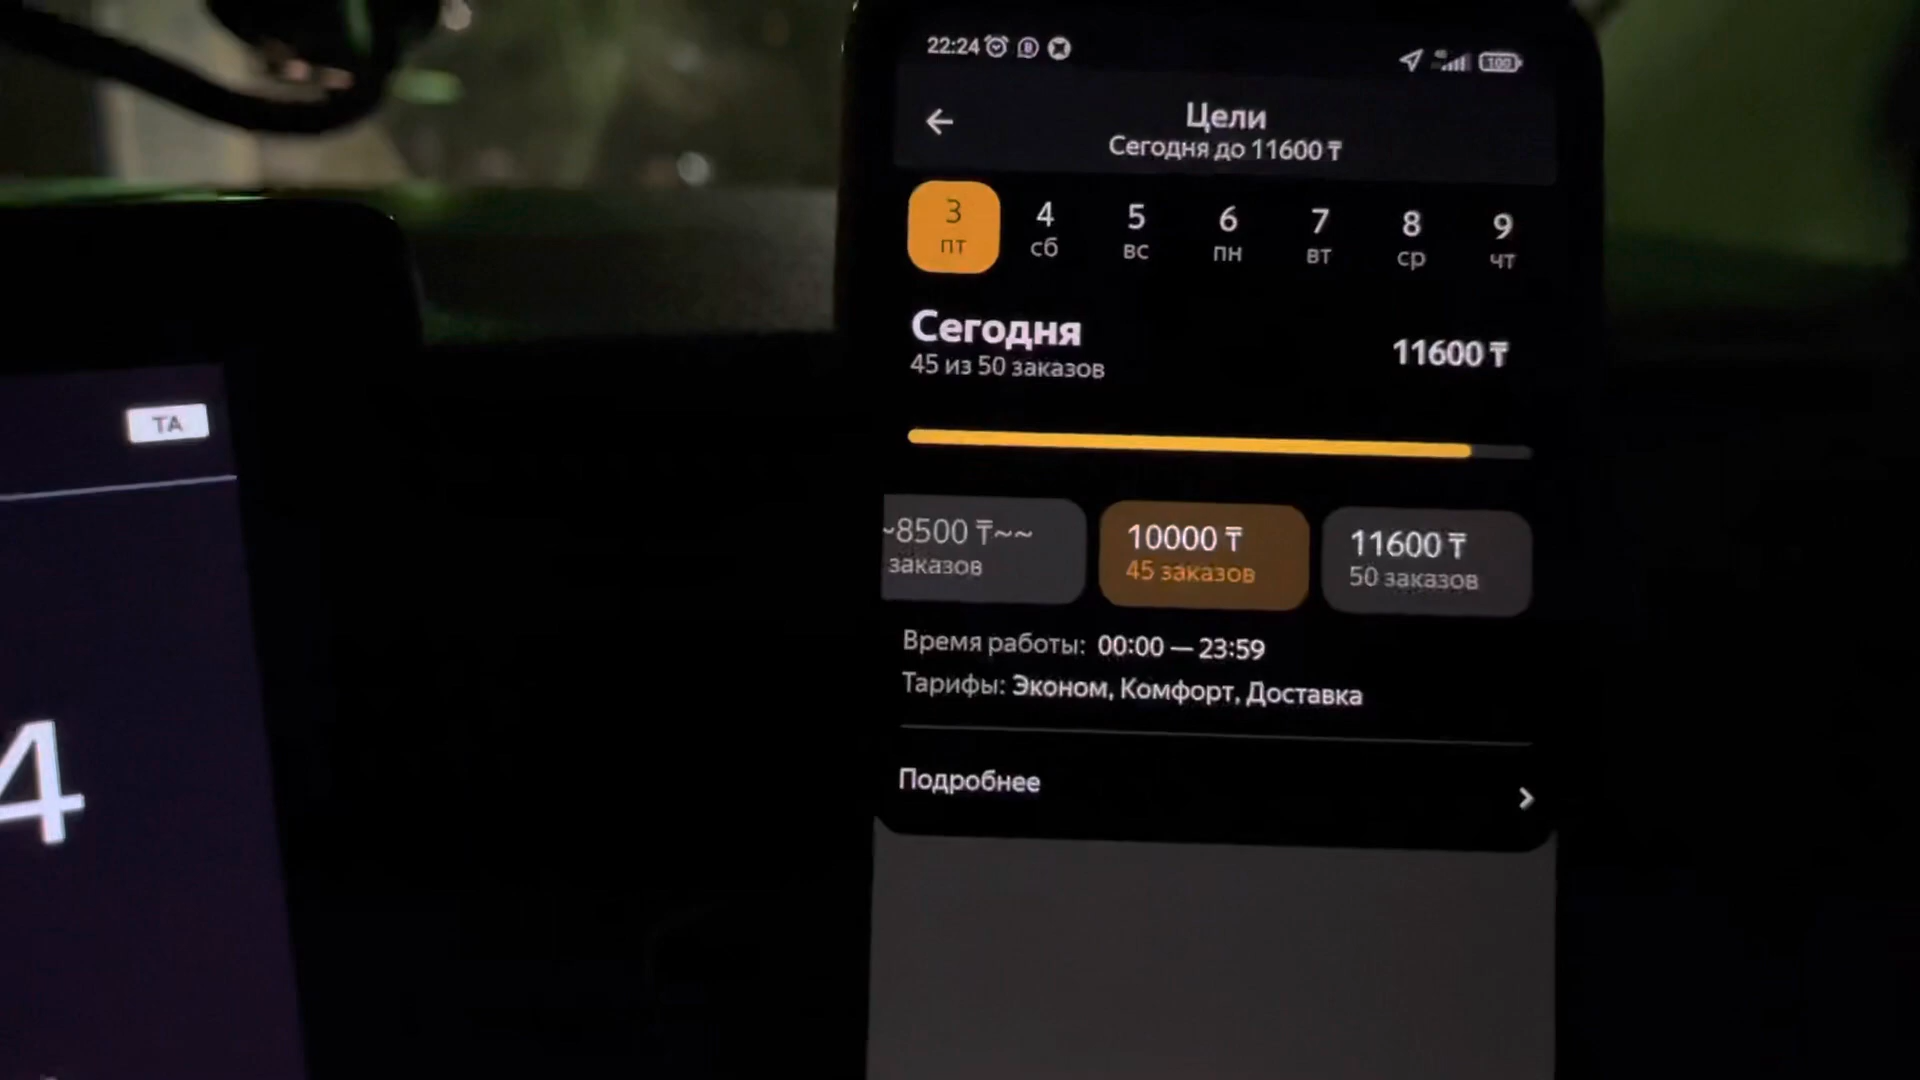 22:24
100
Цели
Сегодня до 11600 ₸
3 4 5 6 7 8 9
пт сб вс пн вт ср чт
Сегодня
45 из 50 заказов
11600 ₸
~8500 ₸~~
заказов
10000 ₸
45 заказов
11600 ₸
50 заказов
Время работы: 00:00 — 23:59
Тарифы: Эконом, Комфорт, Доставка
Подробнее
TA
4